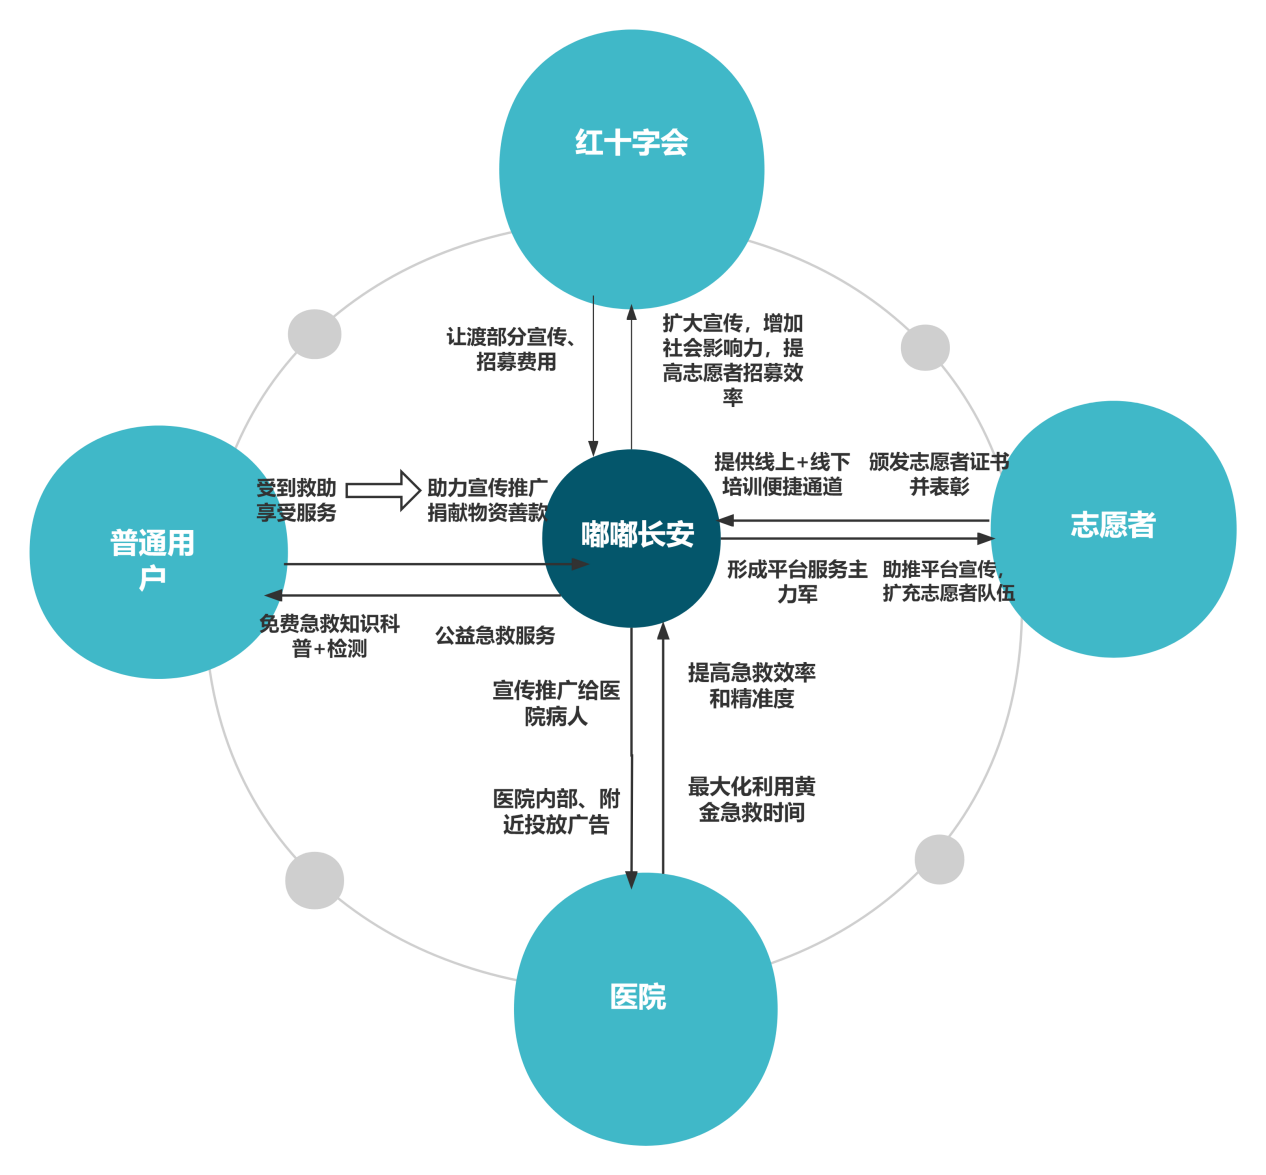 红十字会
让渡部分宣传、
招募费用
扩大宣传，增加
社会影响力，提
高志愿者招募效
率
受到救助
享受服务
助力宣传推广
捐献物资善款
提供线上+线下
培训便捷通道
颁发志愿者证书
并表彰
普通用
户
嘟嘟长安
志愿者
形成平台服务主
力军
助推平台宣传，
扩充志愿者队伍
免费急救知识科
普+检测
公益急救服务
宣传推广给医
院病人
提高急救效率
和精准度
医院内部、附
近投放广告
最大化利用黄
金急救时间
医院